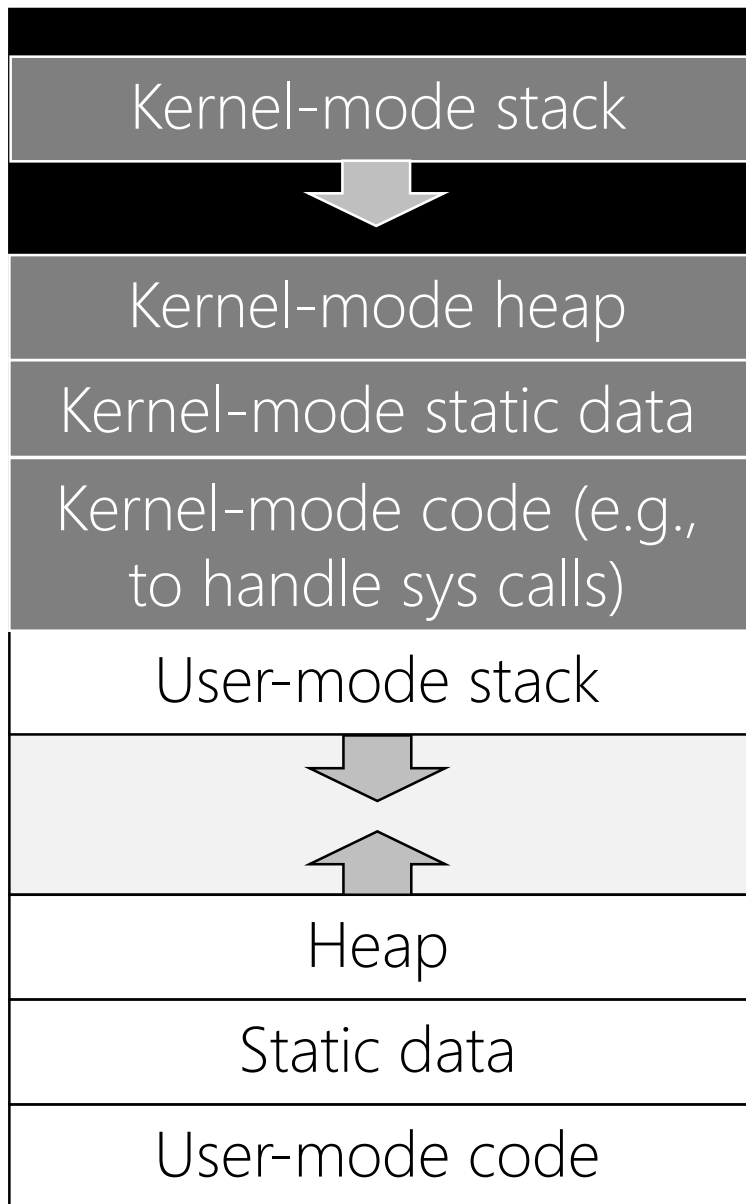 Kernel-mode stack
Kernel-mode heap
Kernel-mode static data
Kernel-mode code (e.g.,
to handle sys calls)
User-mode stack
Heap
Static data
User-mode code